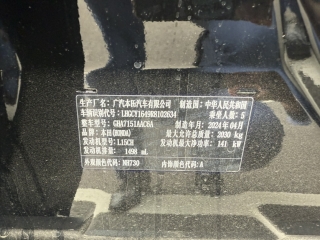 生产厂名：广汽本田汽车有限公司 制造国：中华人民共和国
车辆识别代号：LHGCY1649R8102634 乘坐人数：5
整车型号：GHA7151AAC6A 制造年月：2024年04月
品牌：本田(HONDA) 最大允许总质量：2030 kg
发动机型号：L15CH 发动机最大净功率：141 kW
发动机排量：1498 mL
外表颜色代码：NH730 内饰颜色代码：A